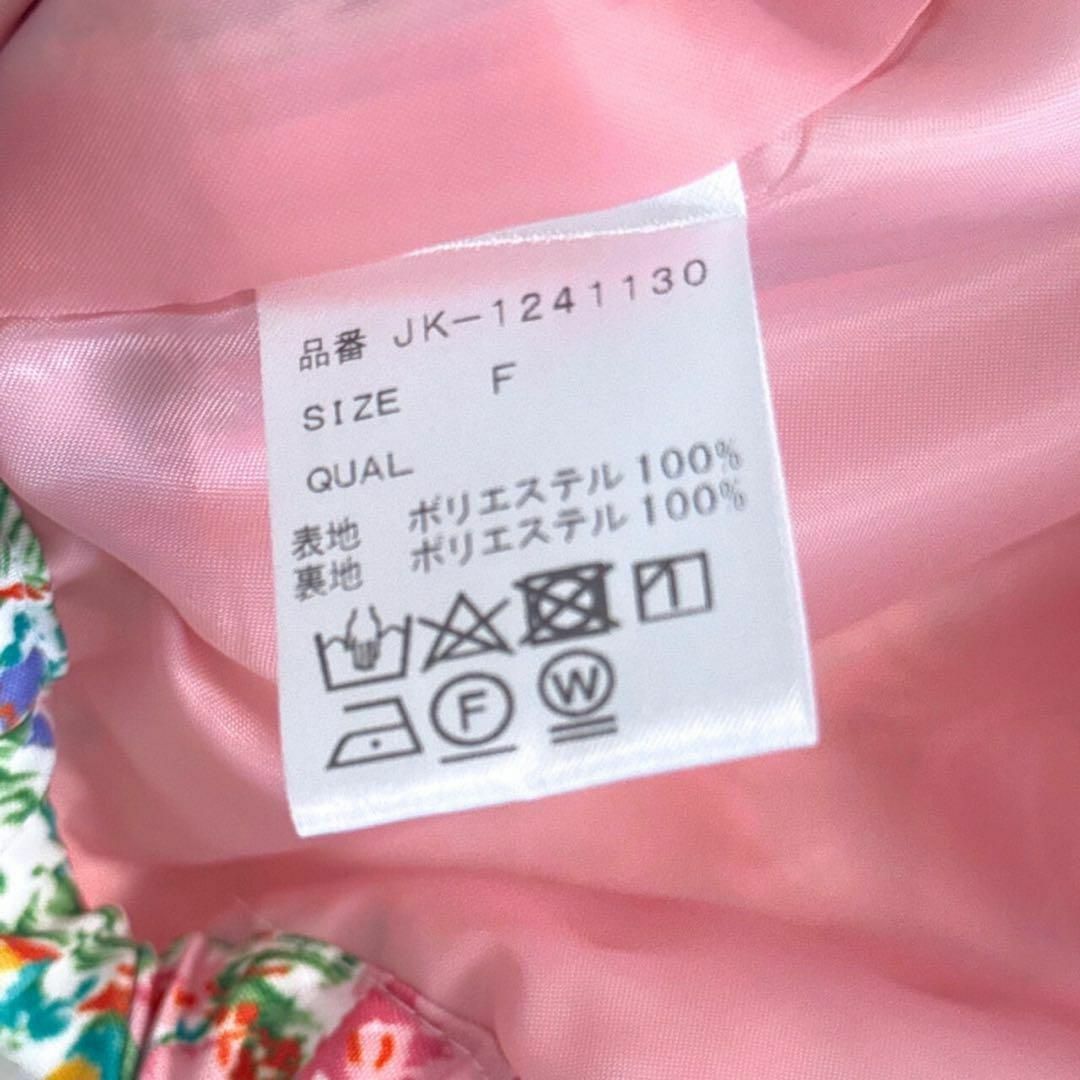 品番 JK-1241130
SIZE F
QUAL
表地 ポリエステル 100%
裏地 ポリエステル 100%
F W